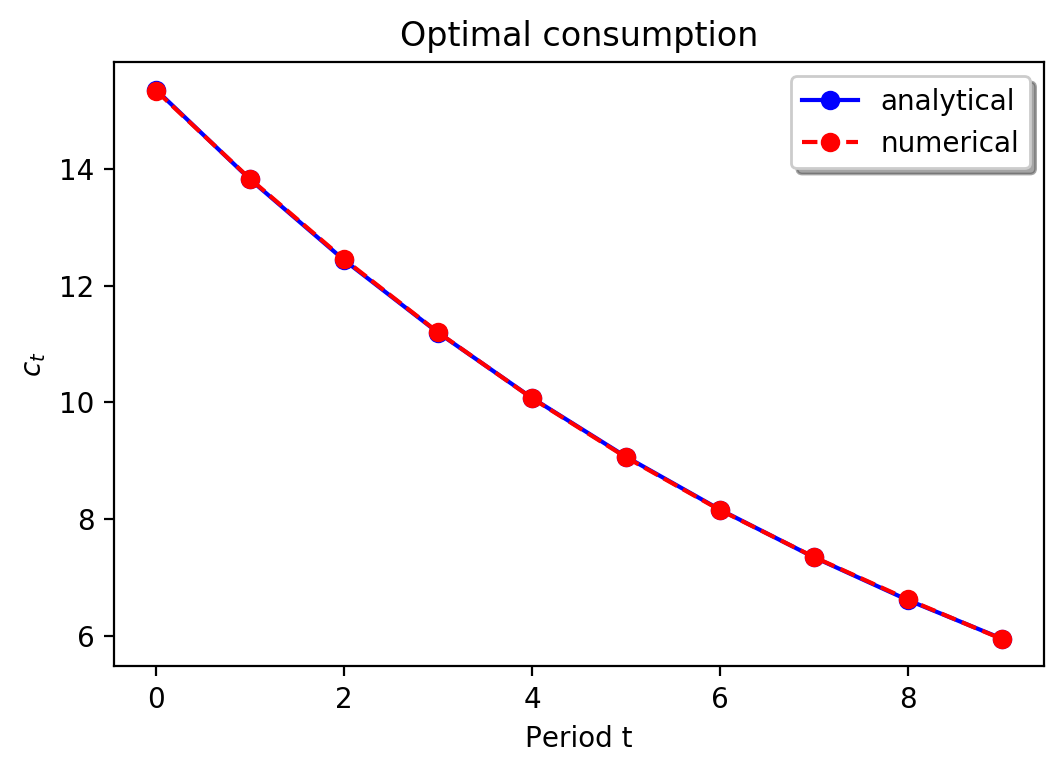 Optimal consumption
analytical
numerical
14
12
10
8
6
c_t
0 2 4 6 8
Period t